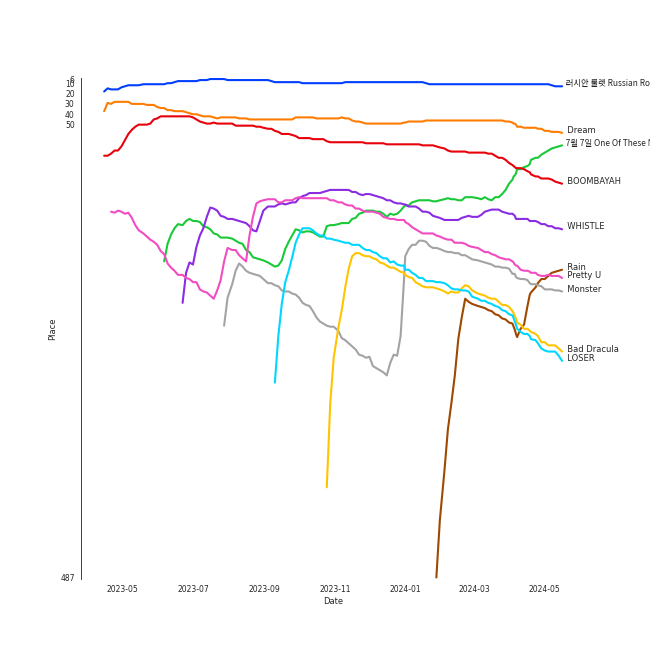 6
10
20
30
40
50
487
Place
2023-05
2023-07
2023-09
2023-11
2024-01
2024-03
2024-05
Date
러시안 룰렛 Russian Ro
Dream
7월 7일 One Of These N
BOOMBAYAH
WHISTLE
Rain
Pretty U
Monster
Bad Dracula
LOSER